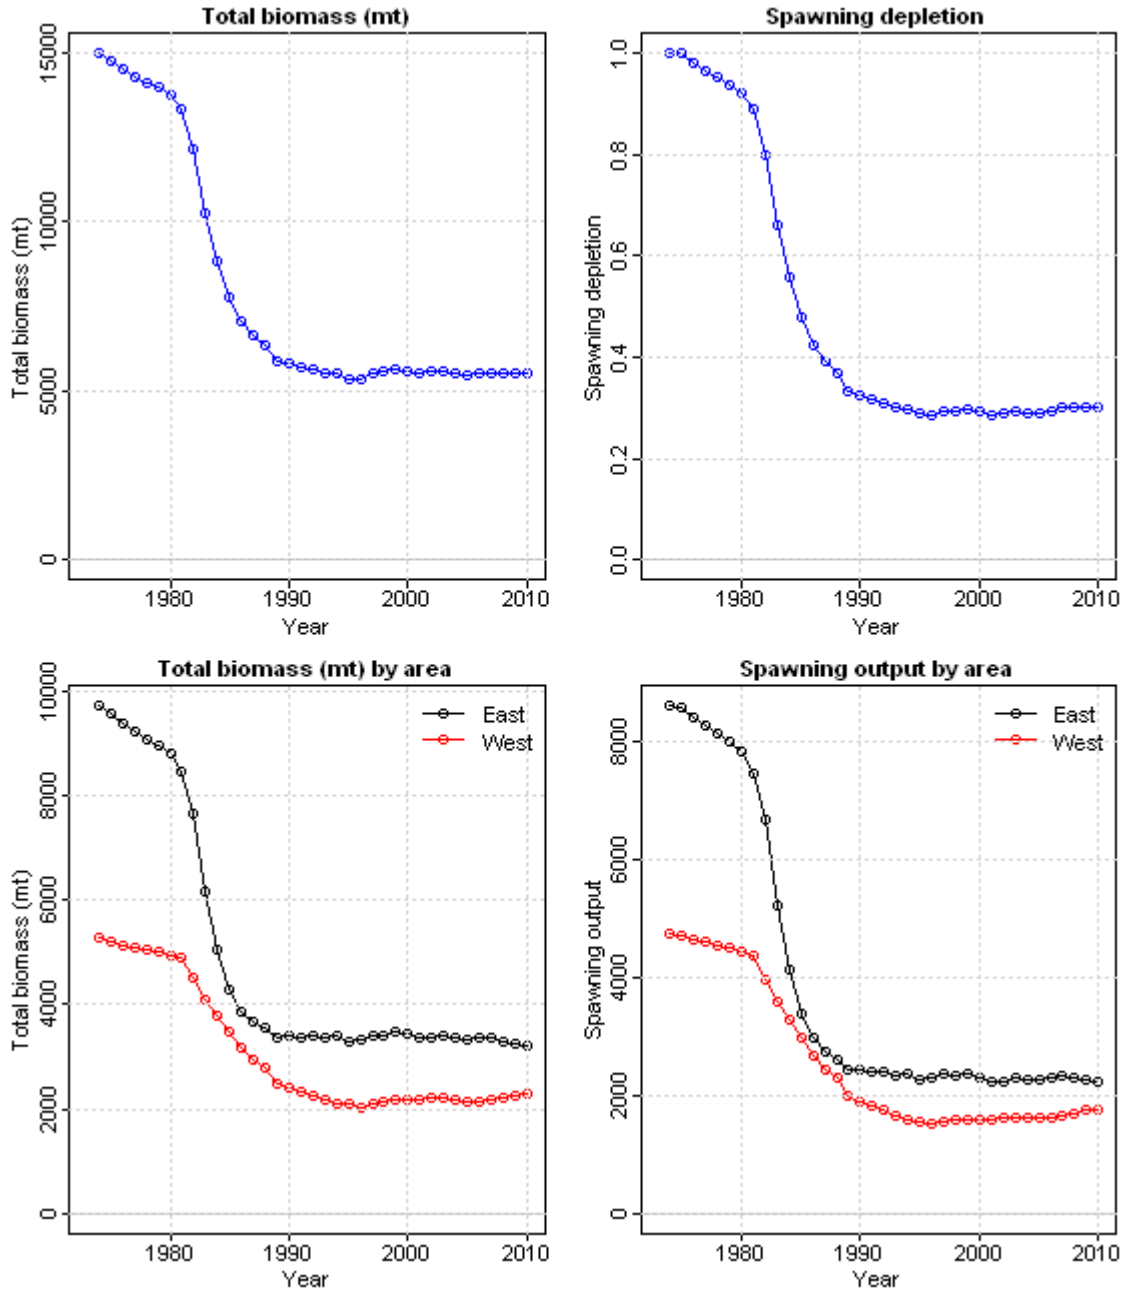 Total biomass (mt)
Total biomass (mt)
15000
10000
5000
0
1980 1990 2000 2010
Year
Spawning depletion
Spawning depletion
1.0
0.8
0.6
0.4
0.2
0.0
1980 1990 2000 2010
Year
Total biomass (mt) by area
Total biomass (mt)
10000
8000
6000
4000
2000
0
East
West
1980 1990 2000 2010
Year
Spawning output by area
Spawning output
8000
6000
4000
2000
0
East
West
1980 1990 2000 2010
Year